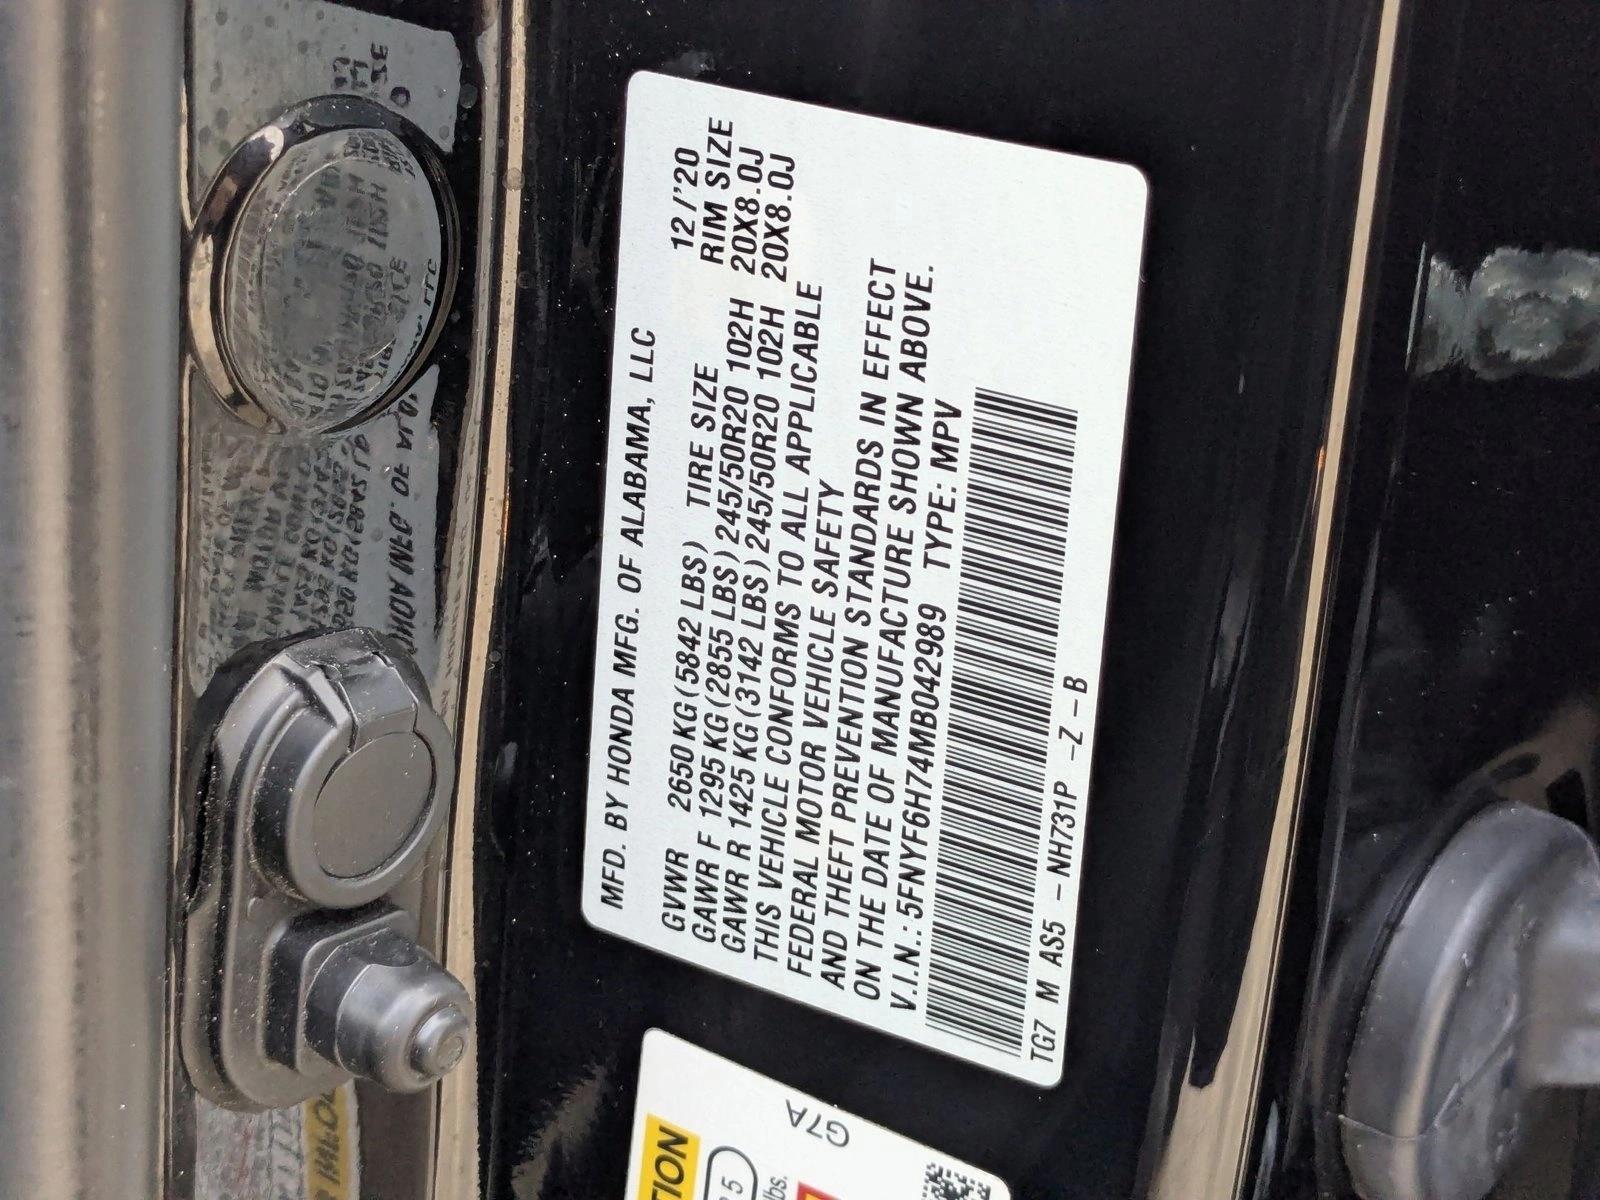 MFD. BY HONDA MFG. OF ALABAMA, LLC 12/'20
GVWR 2650 KG (5842 LBS) TIRE SIZE RIM SIZE
GAWR F 1295 KG (2855 LBS) 245/50R20 102H 20X8.0J
GAWR R 1425 KG (3142 LBS) 245/50R20 102H 20X8.0J
THIS VEHICLE CONFORMS TO ALL APPLICABLE
FEDERAL MOTOR VEHICLE SAFETY
AND THEFT PREVENTION STANDARDS IN EFFECT
ON THE DATE OF MANUFACTURE SHOWN ABOVE.
V.I.N.: 5FNYF6H74MB042989 TYPE: MPV
TG7 M AS5 -NH731P -Z-B
G7A
lbs.